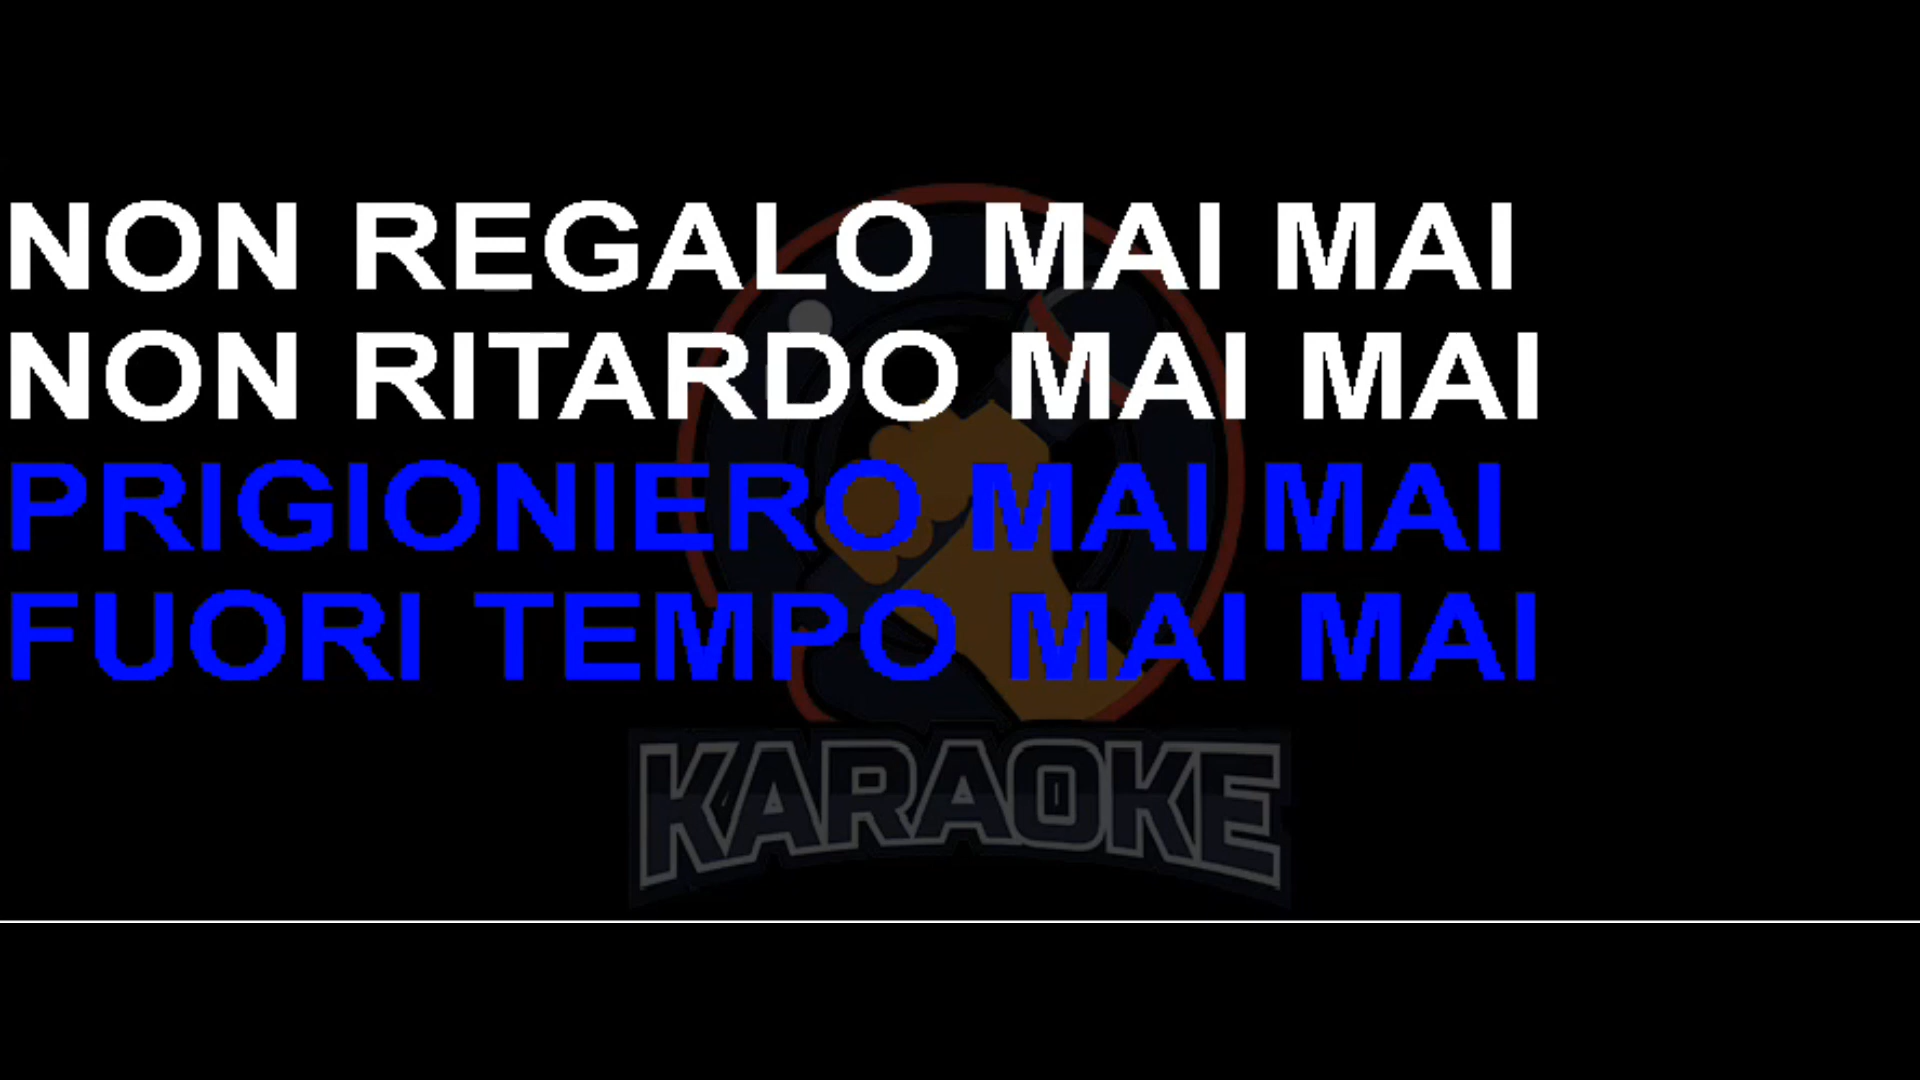 NON REGALO MAI MAI
NON RITARDO MAI MAI
PRIGIONIERO MAI MAI
FUORI TEMPO MAI MAI
KARAOKE